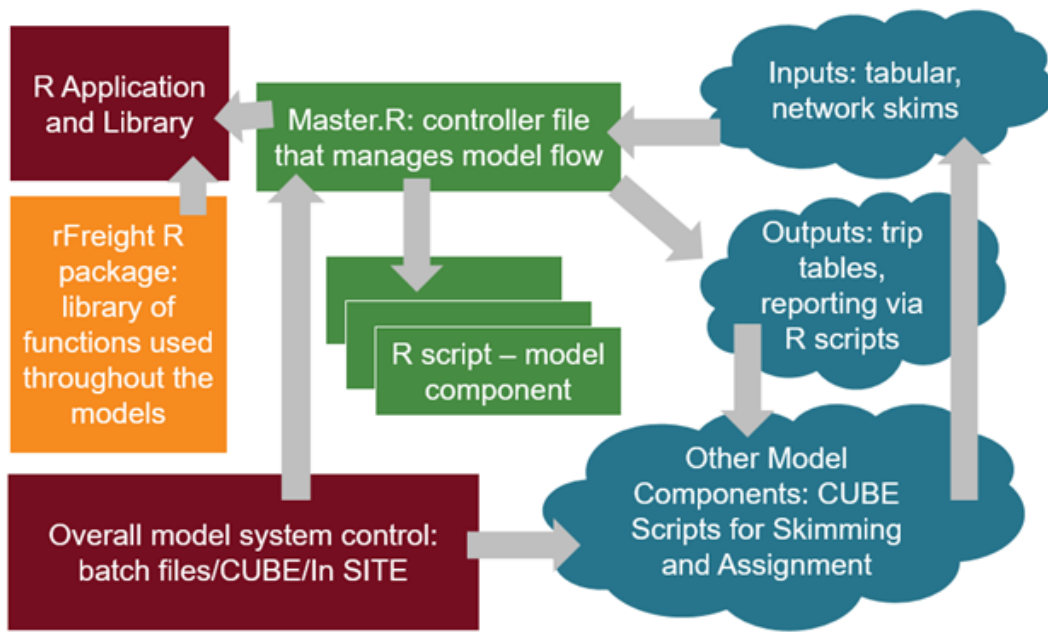 R Application
and Library
Master.R: controller file
that manages model flow
Inputs: tabular,
network skims
rFreight R
package:
library of
functions used
throughout the
models
Outputs: trip
tables,
reporting via
R scripts
R script – model
component
Overall model system control:
batch files/CUBE/In SITE
Other Model
Components: CUBE
Scripts for Skimming
and Assignment